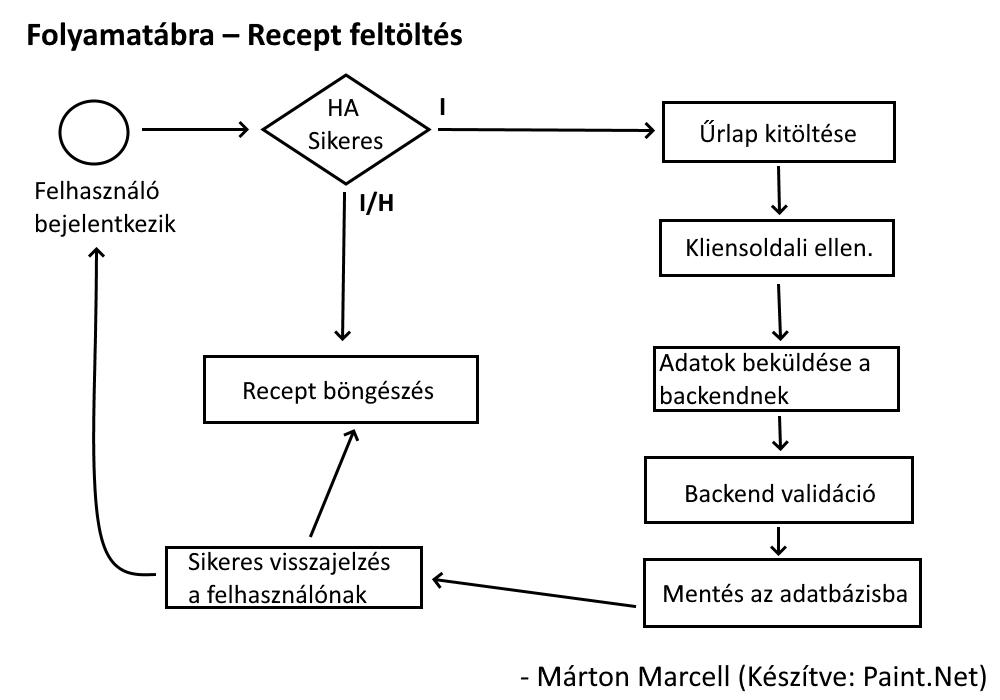 Folyamatábra – Recept feltöltés
HA
Sikeres
I
I/H
Felhasználó
bejelentkezik
Űrlap kitöltése
Kliensoldali ellen.
Adatok beküldése a
backendnek
Backend validáció
Mentés az adatbázisba
Sikeres visszajelzés
a felhasználónak
Recept böngészés
- Márton Marcell (Készítve: Paint.Net)